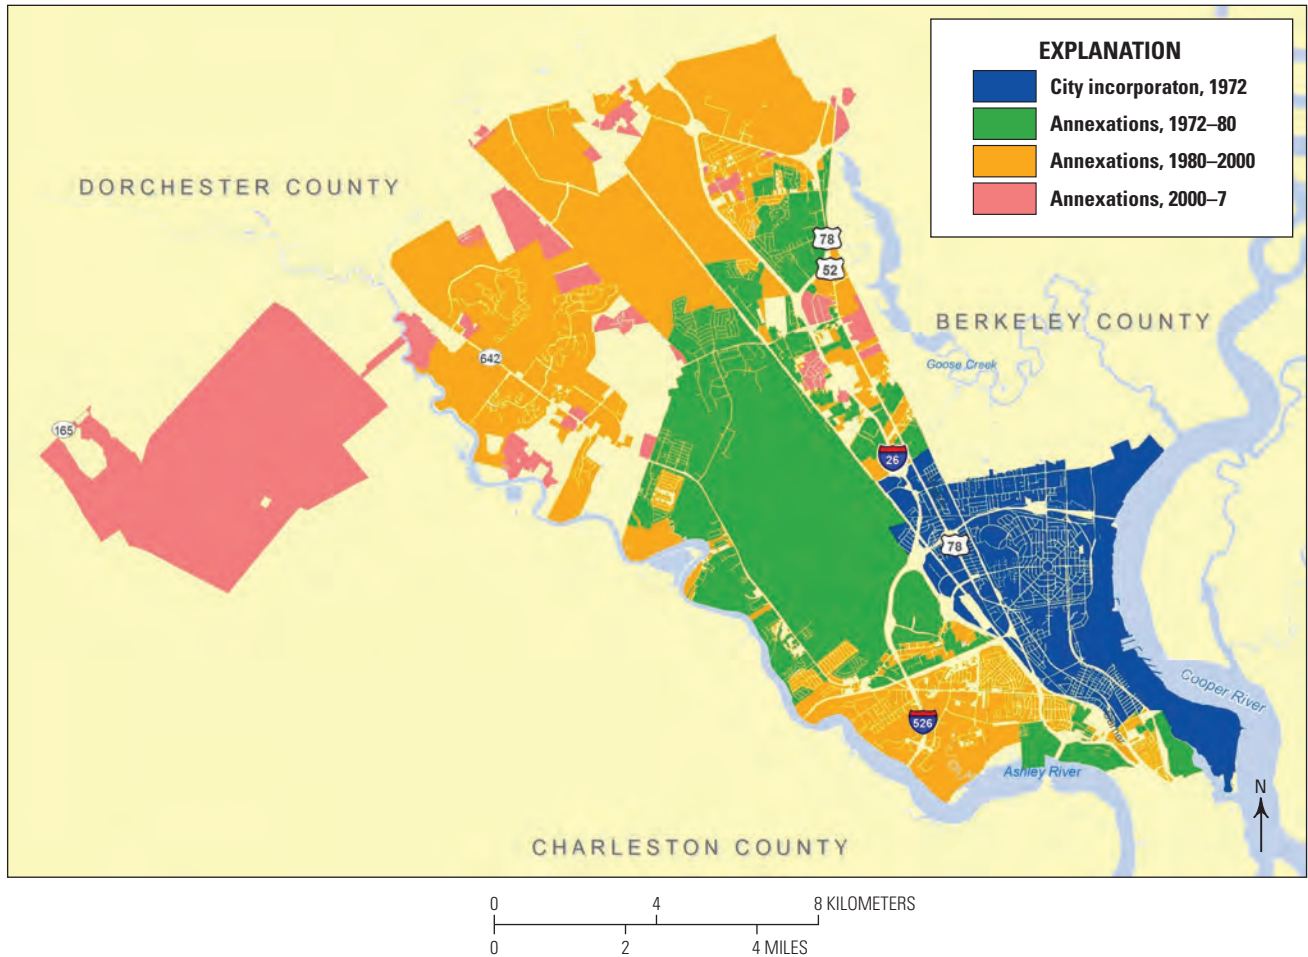 EXPLANATION
City incorporaton, 1972
Annexations, 1972–80
Annexations, 1980–2000
Annexations, 2000–7
DORCHESTER COUNTY
78
52
BERKELEY COUNTY
Goose Creek
642
165
26
78
Cooper River
526
Ashley River
N
CHARLESTON COUNTY
0 4 8 KILOMETERS
0 2 4 MILES